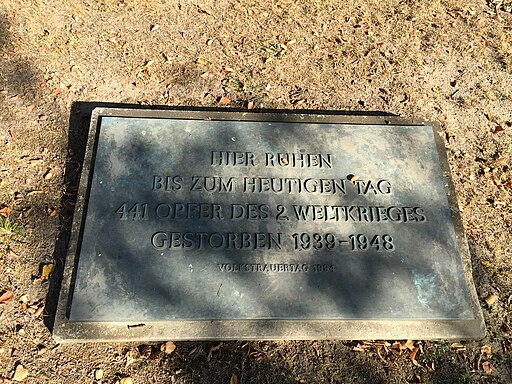 HIER RUHEN
BIS ZUM HEUTIGEN TAG
441 OPFER DES 2. WELTKRIEGES
GESTORBEN 1939-1948
VOLKSTRAUERTAG 1994